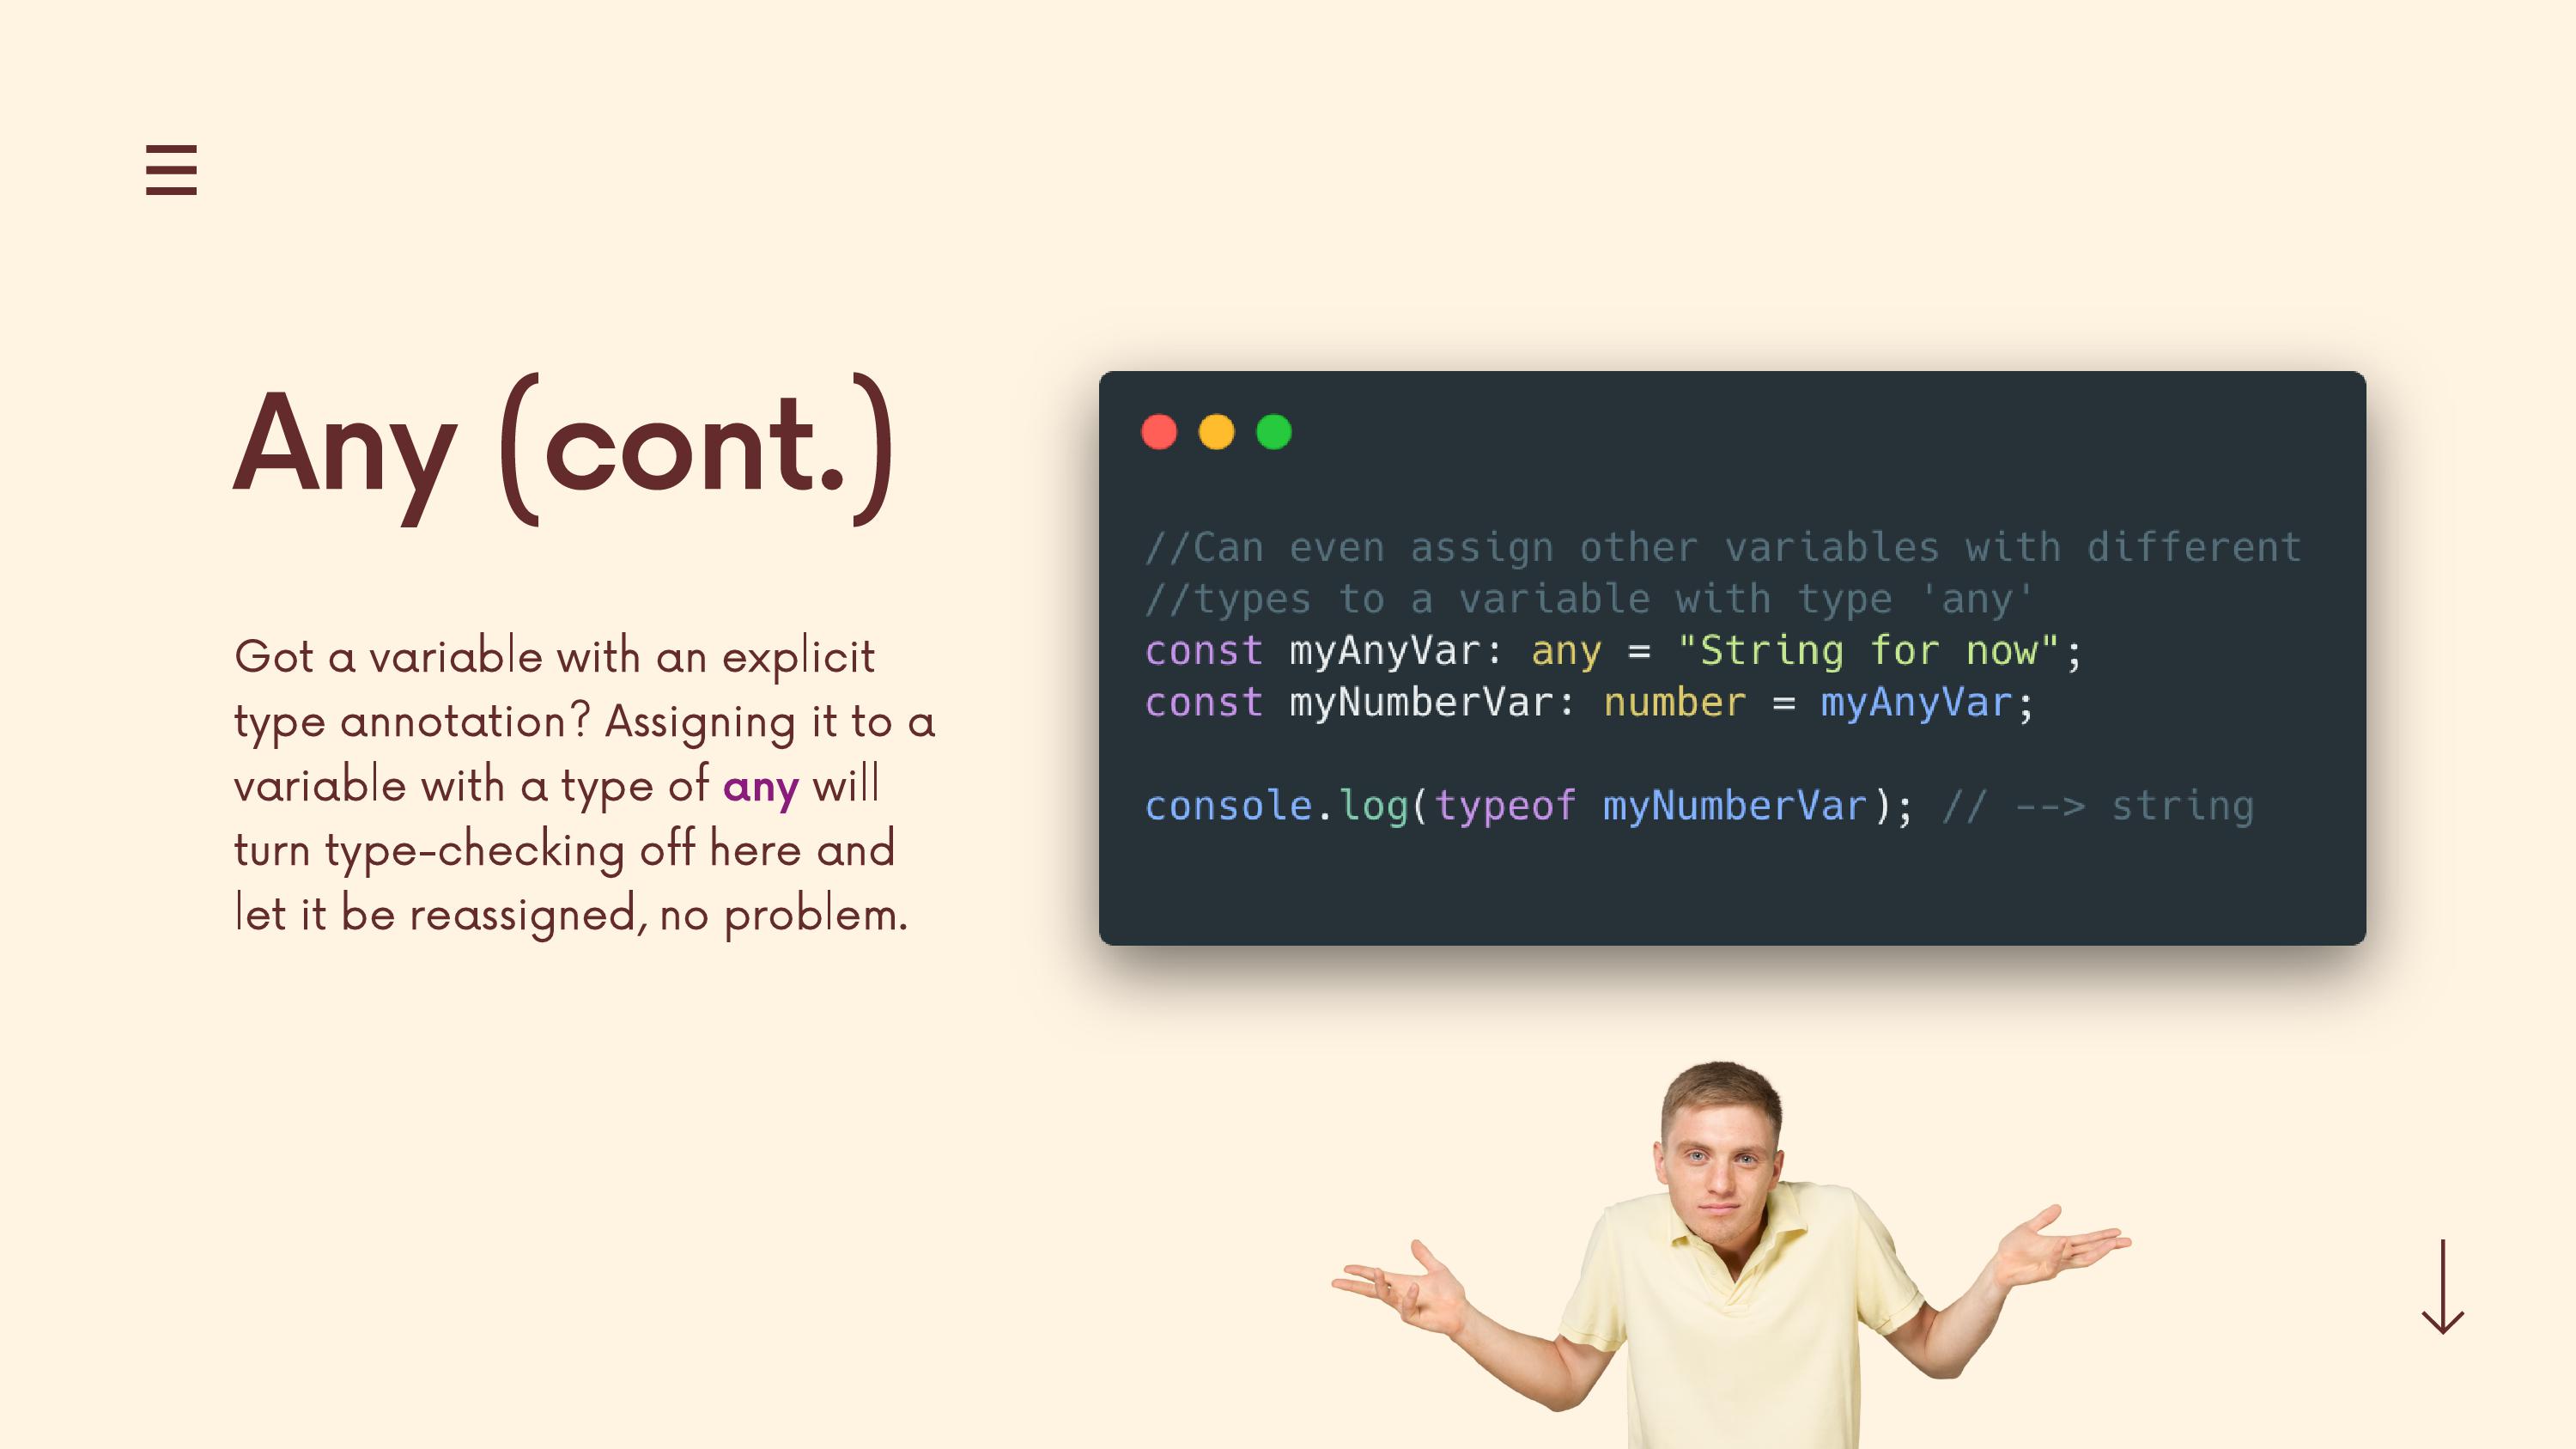 Any (cont.)
Got a variable with an explicit
type annotation? Assigning it to a
variable with a type of any will
turn type-checking off here and
let it be reassigned, no problem.
//Can even assign other variables with different
//types to a variable with type 'any'
const myAnyVar: any = "String for now";
const myNumberVar: number = myAnyVar;
console.log(typeof myNumberVar); // --> string